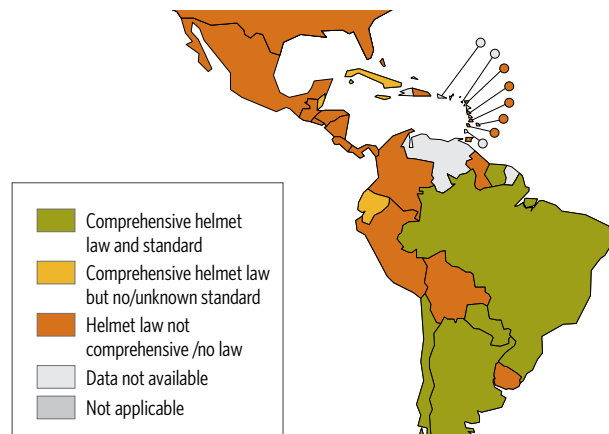 Comprehensive helmet
law and standard
Comprehensive helmet law
but no/unknown standard
Helmet law not
comprehensive /no law
Data not available
Not applicable